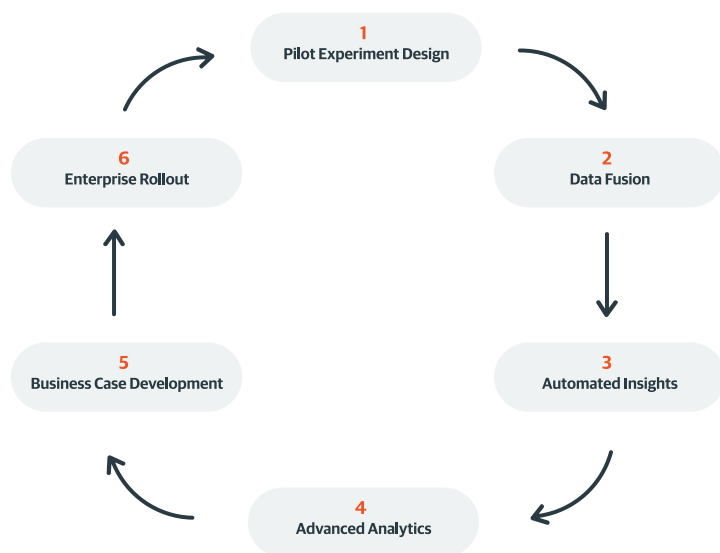 1
Pilot Experiment Design
2
Data Fusion
3
Automated Insights
4
Advanced Analytics
5
Business Case Development
6
Enterprise Rollout